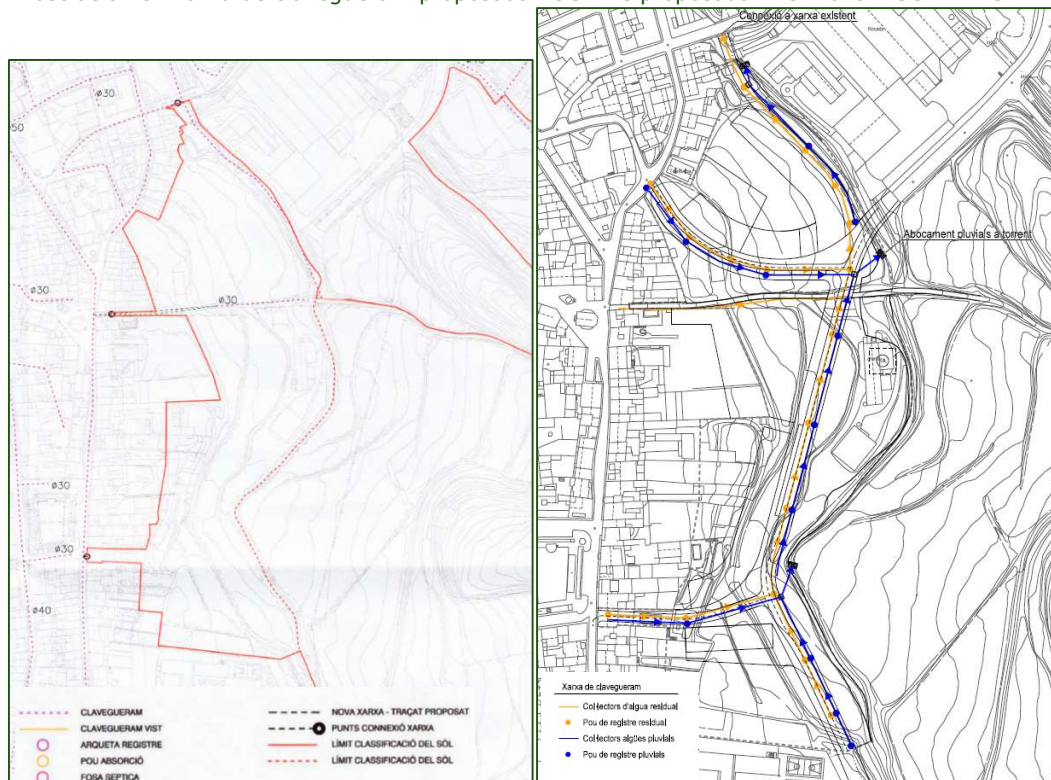 ø30
ø30
ø30
ø30
ø30
ø40
CLAVEGUERAM
CLAVEGUERAM VIST
ARQUETA REGISTRE
POU ABSORCIÓ
FOSA SEPTICA
NOVA XARXA - TRAÇAT PROPOSAT
PUNTS CONNEXIÓ XARXA
LÍMIT CLASSIFICACIÓ DEL SÒL
LÍMIT CLASSIFICACIÓ DEL SÒL
Connexió a xarxa existent
Abocament pluvials a torrent
Xarxa de clavegueram
Col·lectors d'aigua residual
Pou de registre residual
Col·lectors aigües pluvials
Pou de registre pluvials